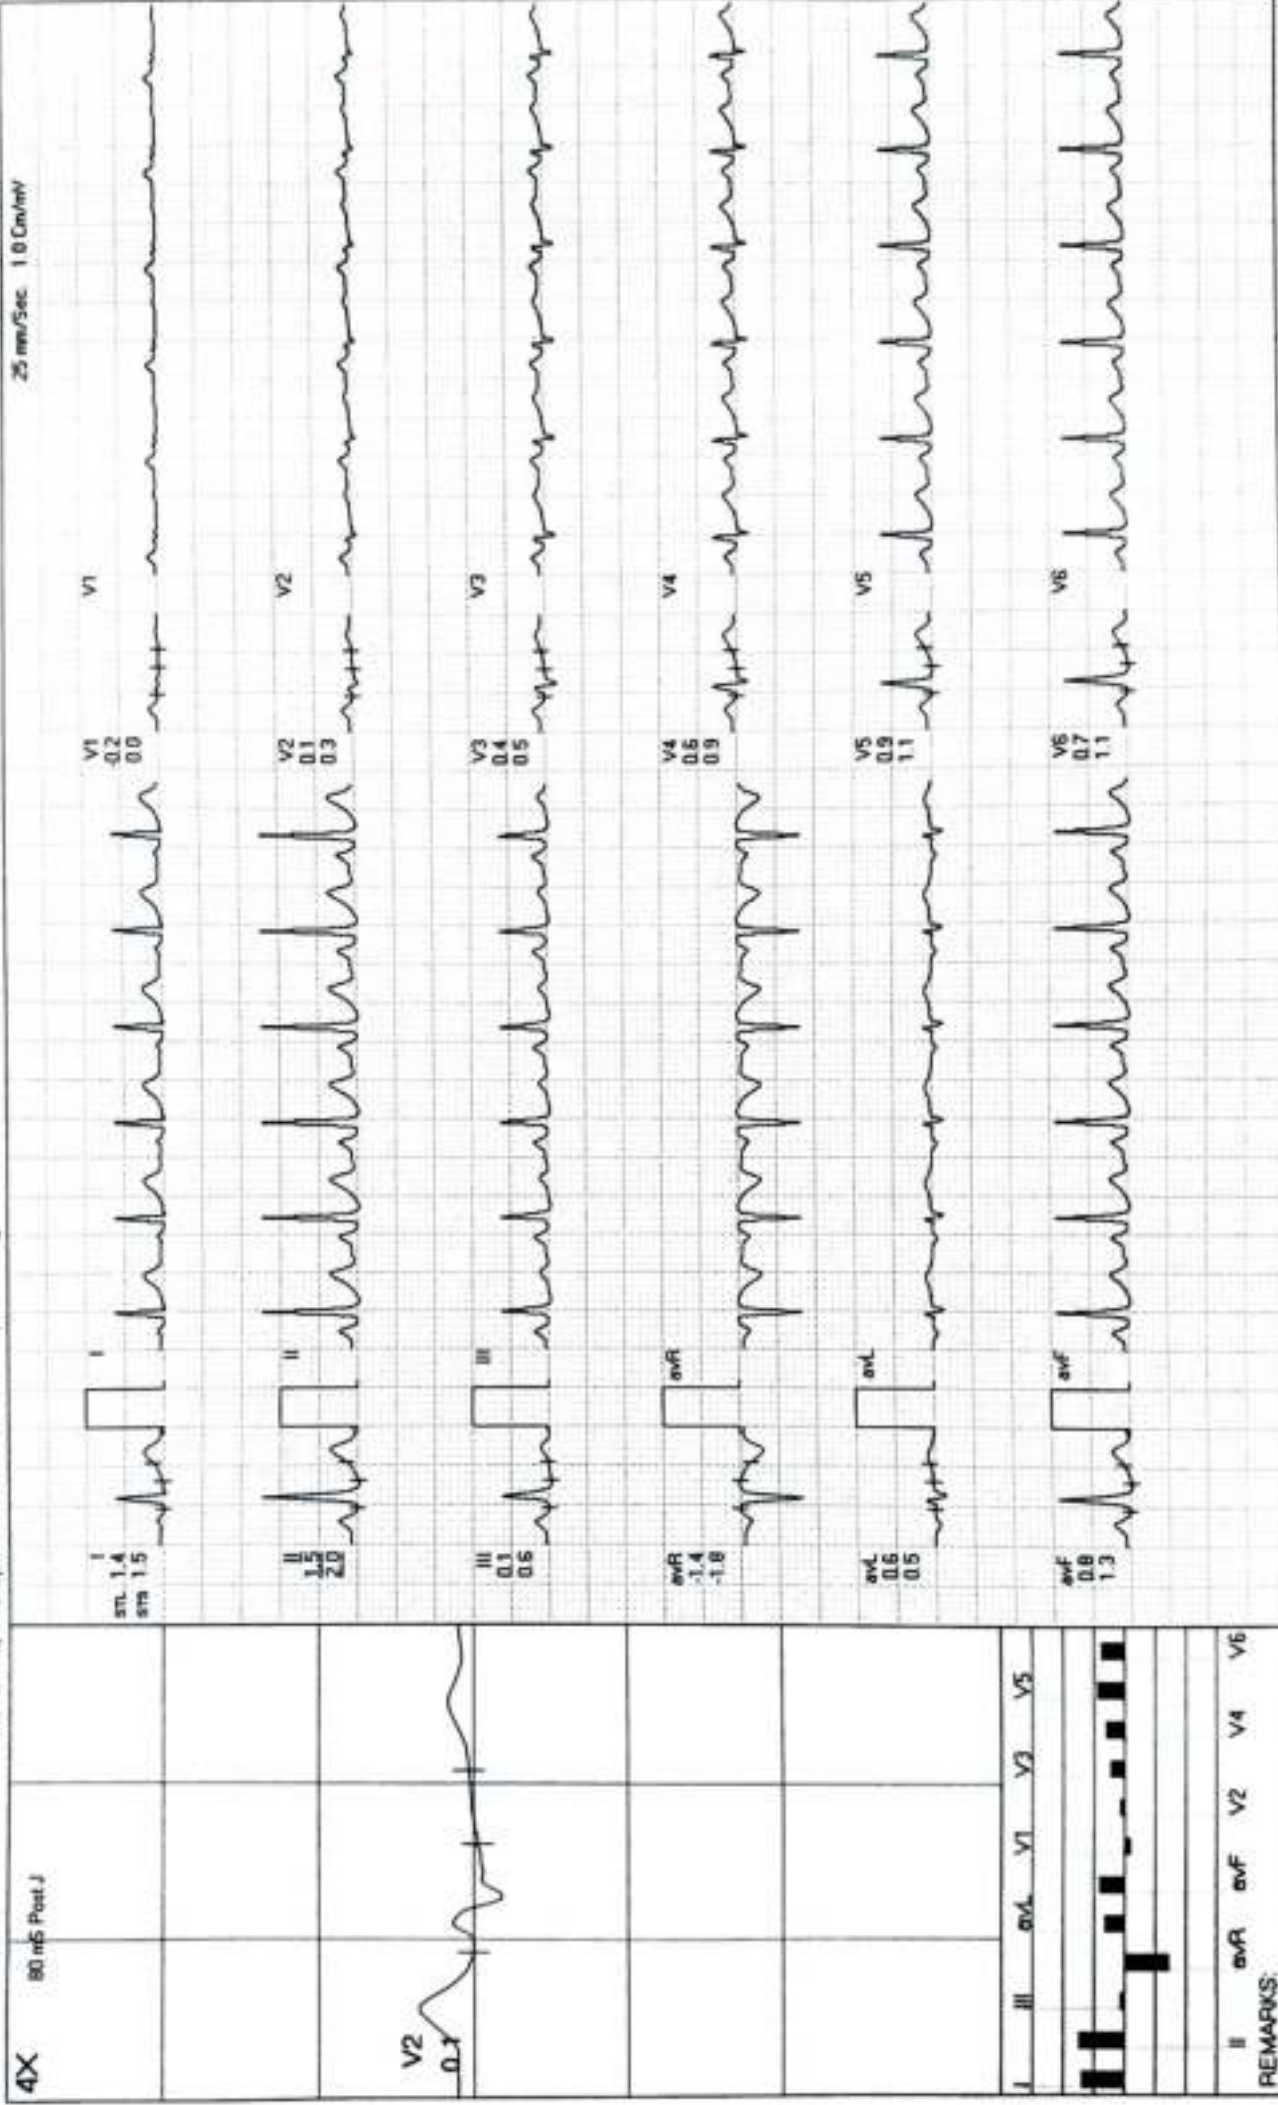 4X
80 mS Post J
25 mm/Sec. 1.0 Cm/mV
V2
0.1
I
STL 1.4
STS 1.5
I
V1
-0.2
0.0
V1
II
1.5
2.0
II
V2
0.1
0.3
V2
III
0.1
0.6
III
V3
0.4
0.5
V3
avR
-1.4
-1.8
avR
V4
0.6
0.9
V4
avL
0.6
0.5
avL
V5
0.9
1.1
V5
avF
0.8
1.3
avF
V6
0.7
1.1
V6
I III avL V1 V3 V5
II avR avF V2 V4 V6
REMARKS: